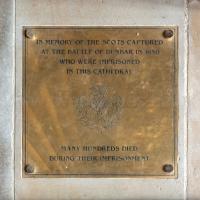 IN MEMORY OF THE SCOTS CAPTURED
AT THE BATTLE OF DUNBAR IN 1650
WHO WERE IMPRISONED
IN THIS CATHEDRAL
MANY HUNDREDS DIED
DURING THEIR IMPRISONMENT